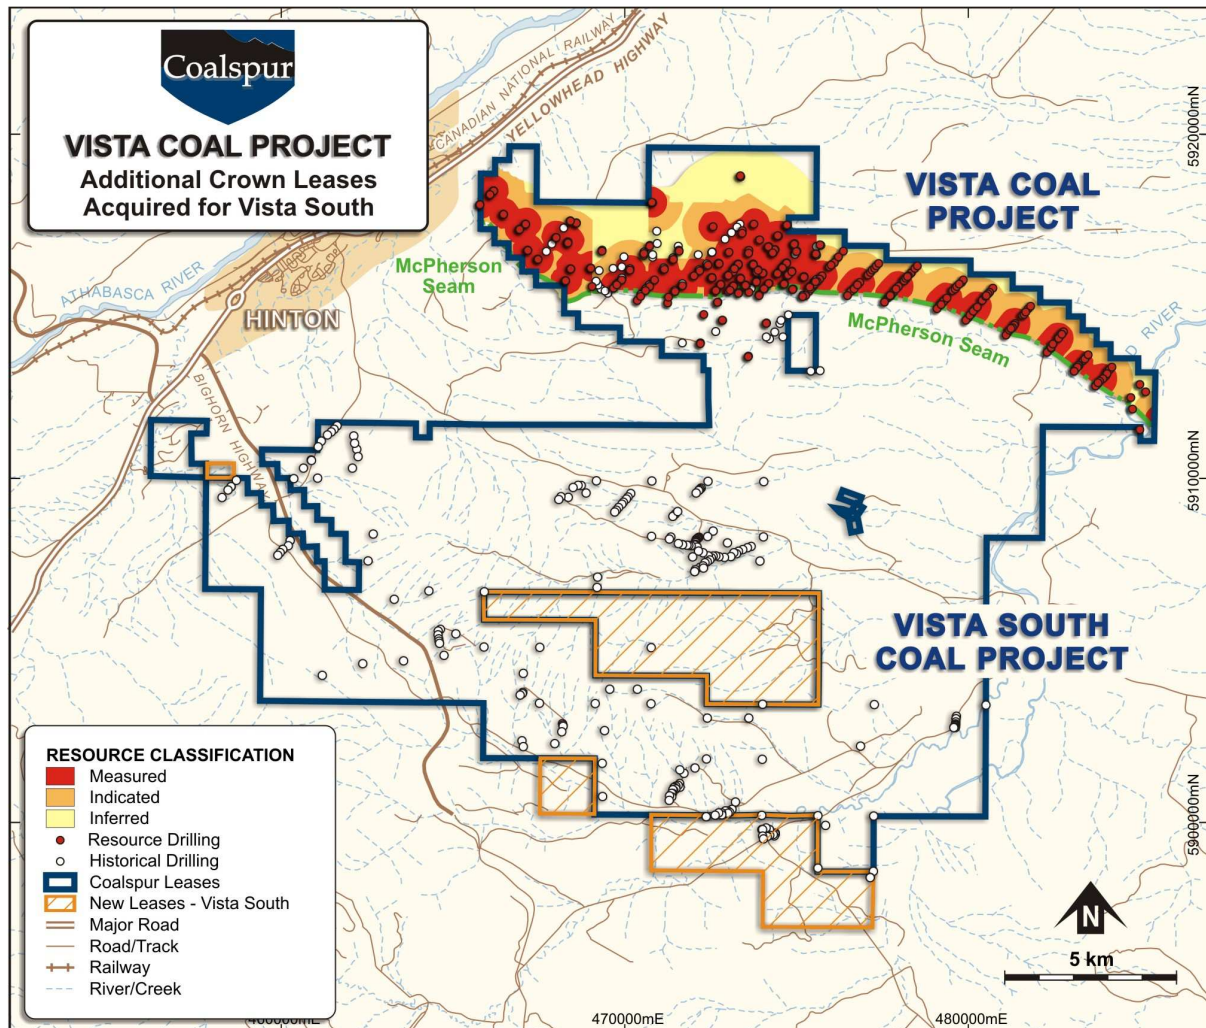 Coalspur
VISTA COAL PROJECT
Additional Crown Leases
Acquired for Vista South
CANADIAN NATIONAL RAILWAY
YELLOWHEAD HIGHWAY
5920000mN
VISTA COAL
PROJECT
McPherson
Seam
ATHABASCA RIVER
HINTON
McPherson Seam
RIVER
BIGHORN HIGHWAY
5910000mN
VISTA SOUTH
COAL PROJECT
RESOURCE CLASSIFICATION
Measured
Indicated
Inferred
Resource Drilling
Historical Drilling
Coalspur Leases
New Leases - Vista South
Major Road
Road/Track
Railway
River/Creek
5900000mN
N
5 km
470000mE
480000mE